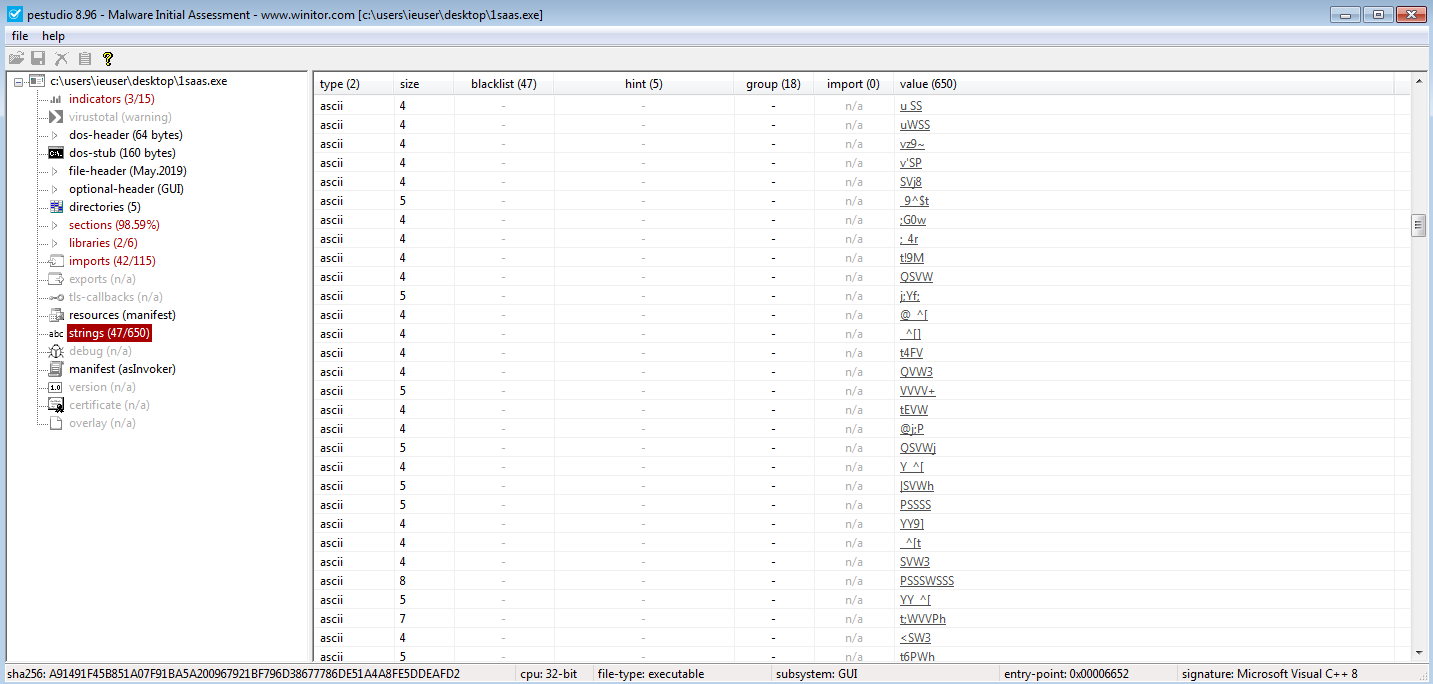 pestudio 8.96 - Malware Initial Assessment - www.winitor.com [c:\users\ieuser\desktop\1saas.exe]
file help
c:\users\ieuser\desktop\1saas.exe
indicators (3/15)
virustotal (warning)
dos-header (64 bytes)
dos-stub (160 bytes)
file-header (May.2019)
optional-header (GUI)
directories (5)
sections (98.59%)
libraries (2/6)
imports (42/115)
exports (n/a)
tls-callbacks (n/a)
resources (manifest)
abc strings (47/650)
debug (n/a)
manifest (asInvoker)
1.0 version (n/a)
certificate (n/a)
overlay (n/a)
type (2) size blacklist (47) hint (5) group (18) import (0) value (650)
ascii 4 - - - n/a u SS
ascii 4 - - - n/a uWSS
ascii 4 - - - n/a vz9~
ascii 4 - - - n/a v'SP
ascii 4 - - - n/a SVj8
ascii 5 - - - n/a _9^$t
ascii 4 - - - n/a ;G0w
ascii 4 - - - n/a ; 4r
ascii 4 - - - n/a t!9M
ascii 4 - - - n/a QSVW
ascii 5 - - - n/a j;Yf;
ascii 4 - - - n/a @_^[
ascii 4 - - - n/a _^[]
ascii 4 - - - n/a t4FV
ascii 4 - - - n/a QVW3
ascii 5 - - - n/a VVVV+
ascii 4 - - - n/a tEVW
ascii 4 - - - n/a @j;P
ascii 5 - - - n/a QSVWj
ascii 4 - - - n/a Y_^[
ascii 5 - - - n/a JSVWh
ascii 5 - - - n/a PSSSS
ascii 4 - - - n/a YY9]
ascii 4 - - - n/a _^[t
ascii 4 - - - n/a SVW3
ascii 8 - - - n/a PSSSWSSS
ascii 5 - - - n/a YY_^[
ascii 7 - - - n/a t;WVVPh
ascii 4 - - - n/a <SW3
ascii 5 - - - n/a t6PWh
sha256: A91491F45B851A07F91BA5A200967921BF796D38677786DE51A4A8FE5DDEAFD2 cpu: 32-bit file-type: executable subsystem: GUI entry-point: 0x00006652 signature: Microsoft Visual C++ 8